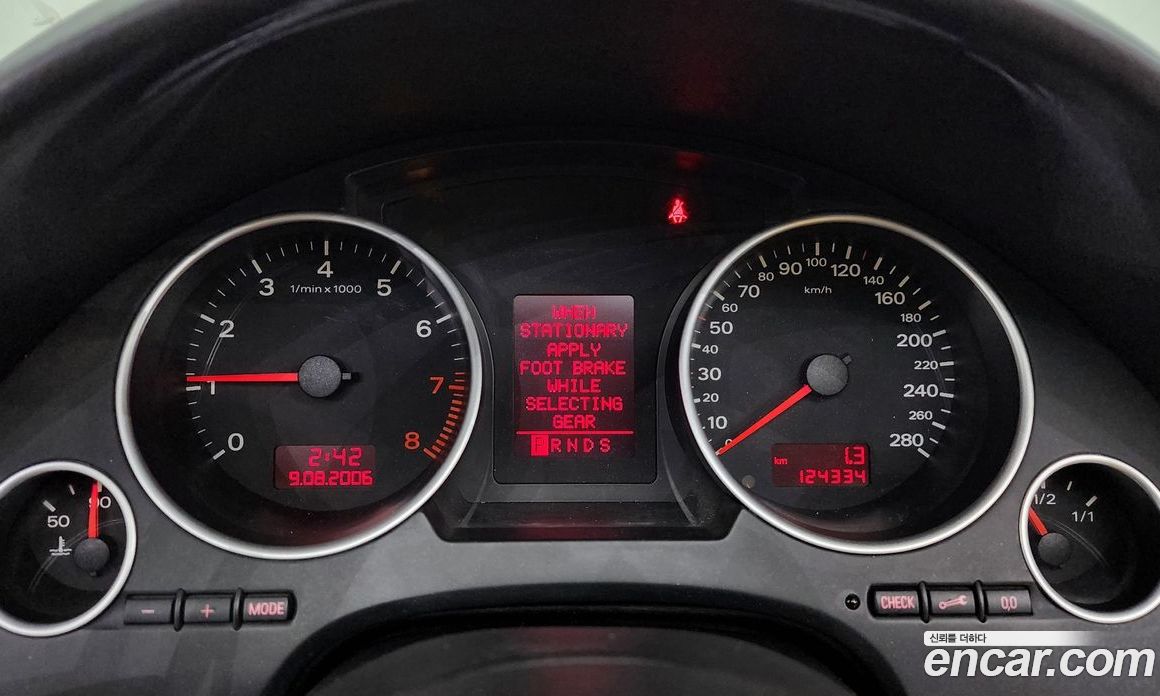 4
3
5
1/min x 1000
2
6
1
7
0
8
2:42
9.08.2006
WHEN
STATIONARY
APPLY
FOOT BRAKE
WHILE
SELECTING
GEAR
PRNDS
100
90
120
80
140
70
km/h
160
60
180
50
200
40
220
30
240
20
260
10
280
0
1.3
km
124334
50
90
1/2
1/1
-
+
MODE
CHECK
0,0
신뢰를 더하다
encar.com